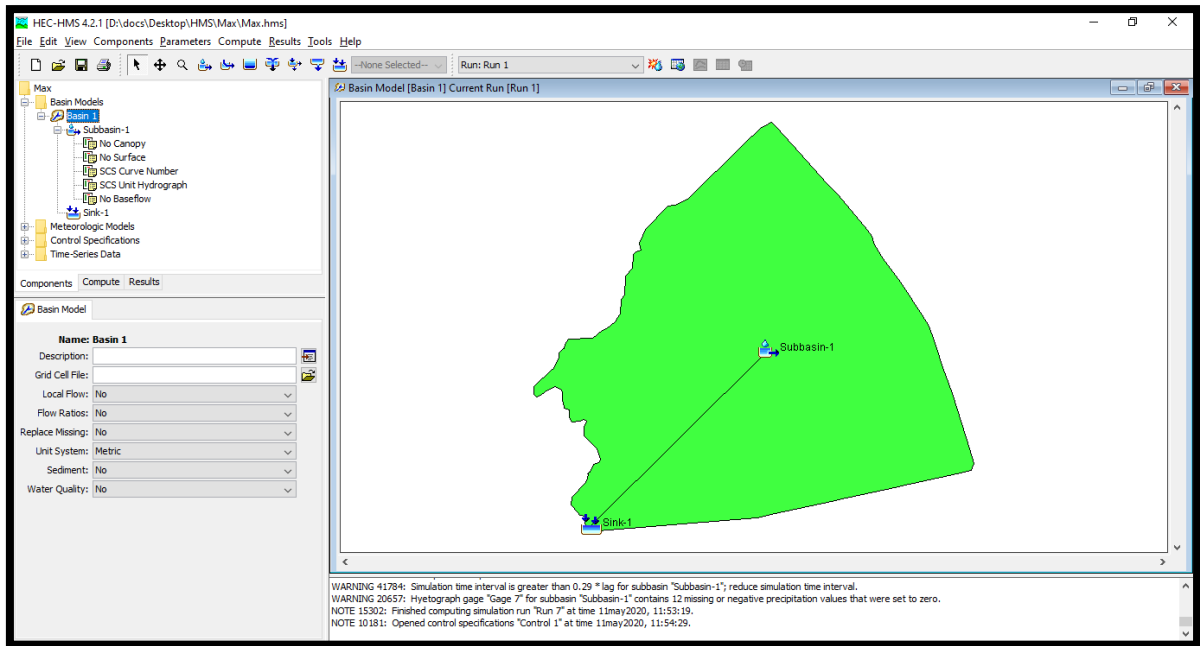 HEC-HMS 4.2.1 [D:\docs\Desktop\HMS\Max\Max.hms]
File Edit View Components Parameters Compute Results Tools Help
--None Selected-- Run: Run 1
Max
Basin Models
Basin 1
Subbasin-1
No Canopy
No Surface
SCS Curve Number
SCS Unit Hydrograph
No Baseflow
Sink-1
Meteorologic Models
Control Specifications
Time-Series Data
Components Compute Results
Basin Model
Name: Basin 1
Description:
Grid Cell File:
Local Flow: No
Flow Ratios: No
Replace Missing: No
Unit System: Metric
Sediment: No
Water Quality: No
Basin Model [Basin 1] Current Run [Run 1]
Subbasin-1
Sink-1
WARNING 41784: Simulation time interval is greater than 0.29 * lag for subbasin "Subbasin-1"; reduce simulation time interval.
WARNING 20657: Hyetograph gage "Gage 7" for subbasin "Subbasin-1" contains 12 missing or negative precipitation values that were set to zero.
NOTE 15302: Finished computing simulation run "Run 7" at time 11may2020, 11:53:19.
NOTE 10181: Opened control specifications "Control 1" at time 11may2020, 11:54:29.